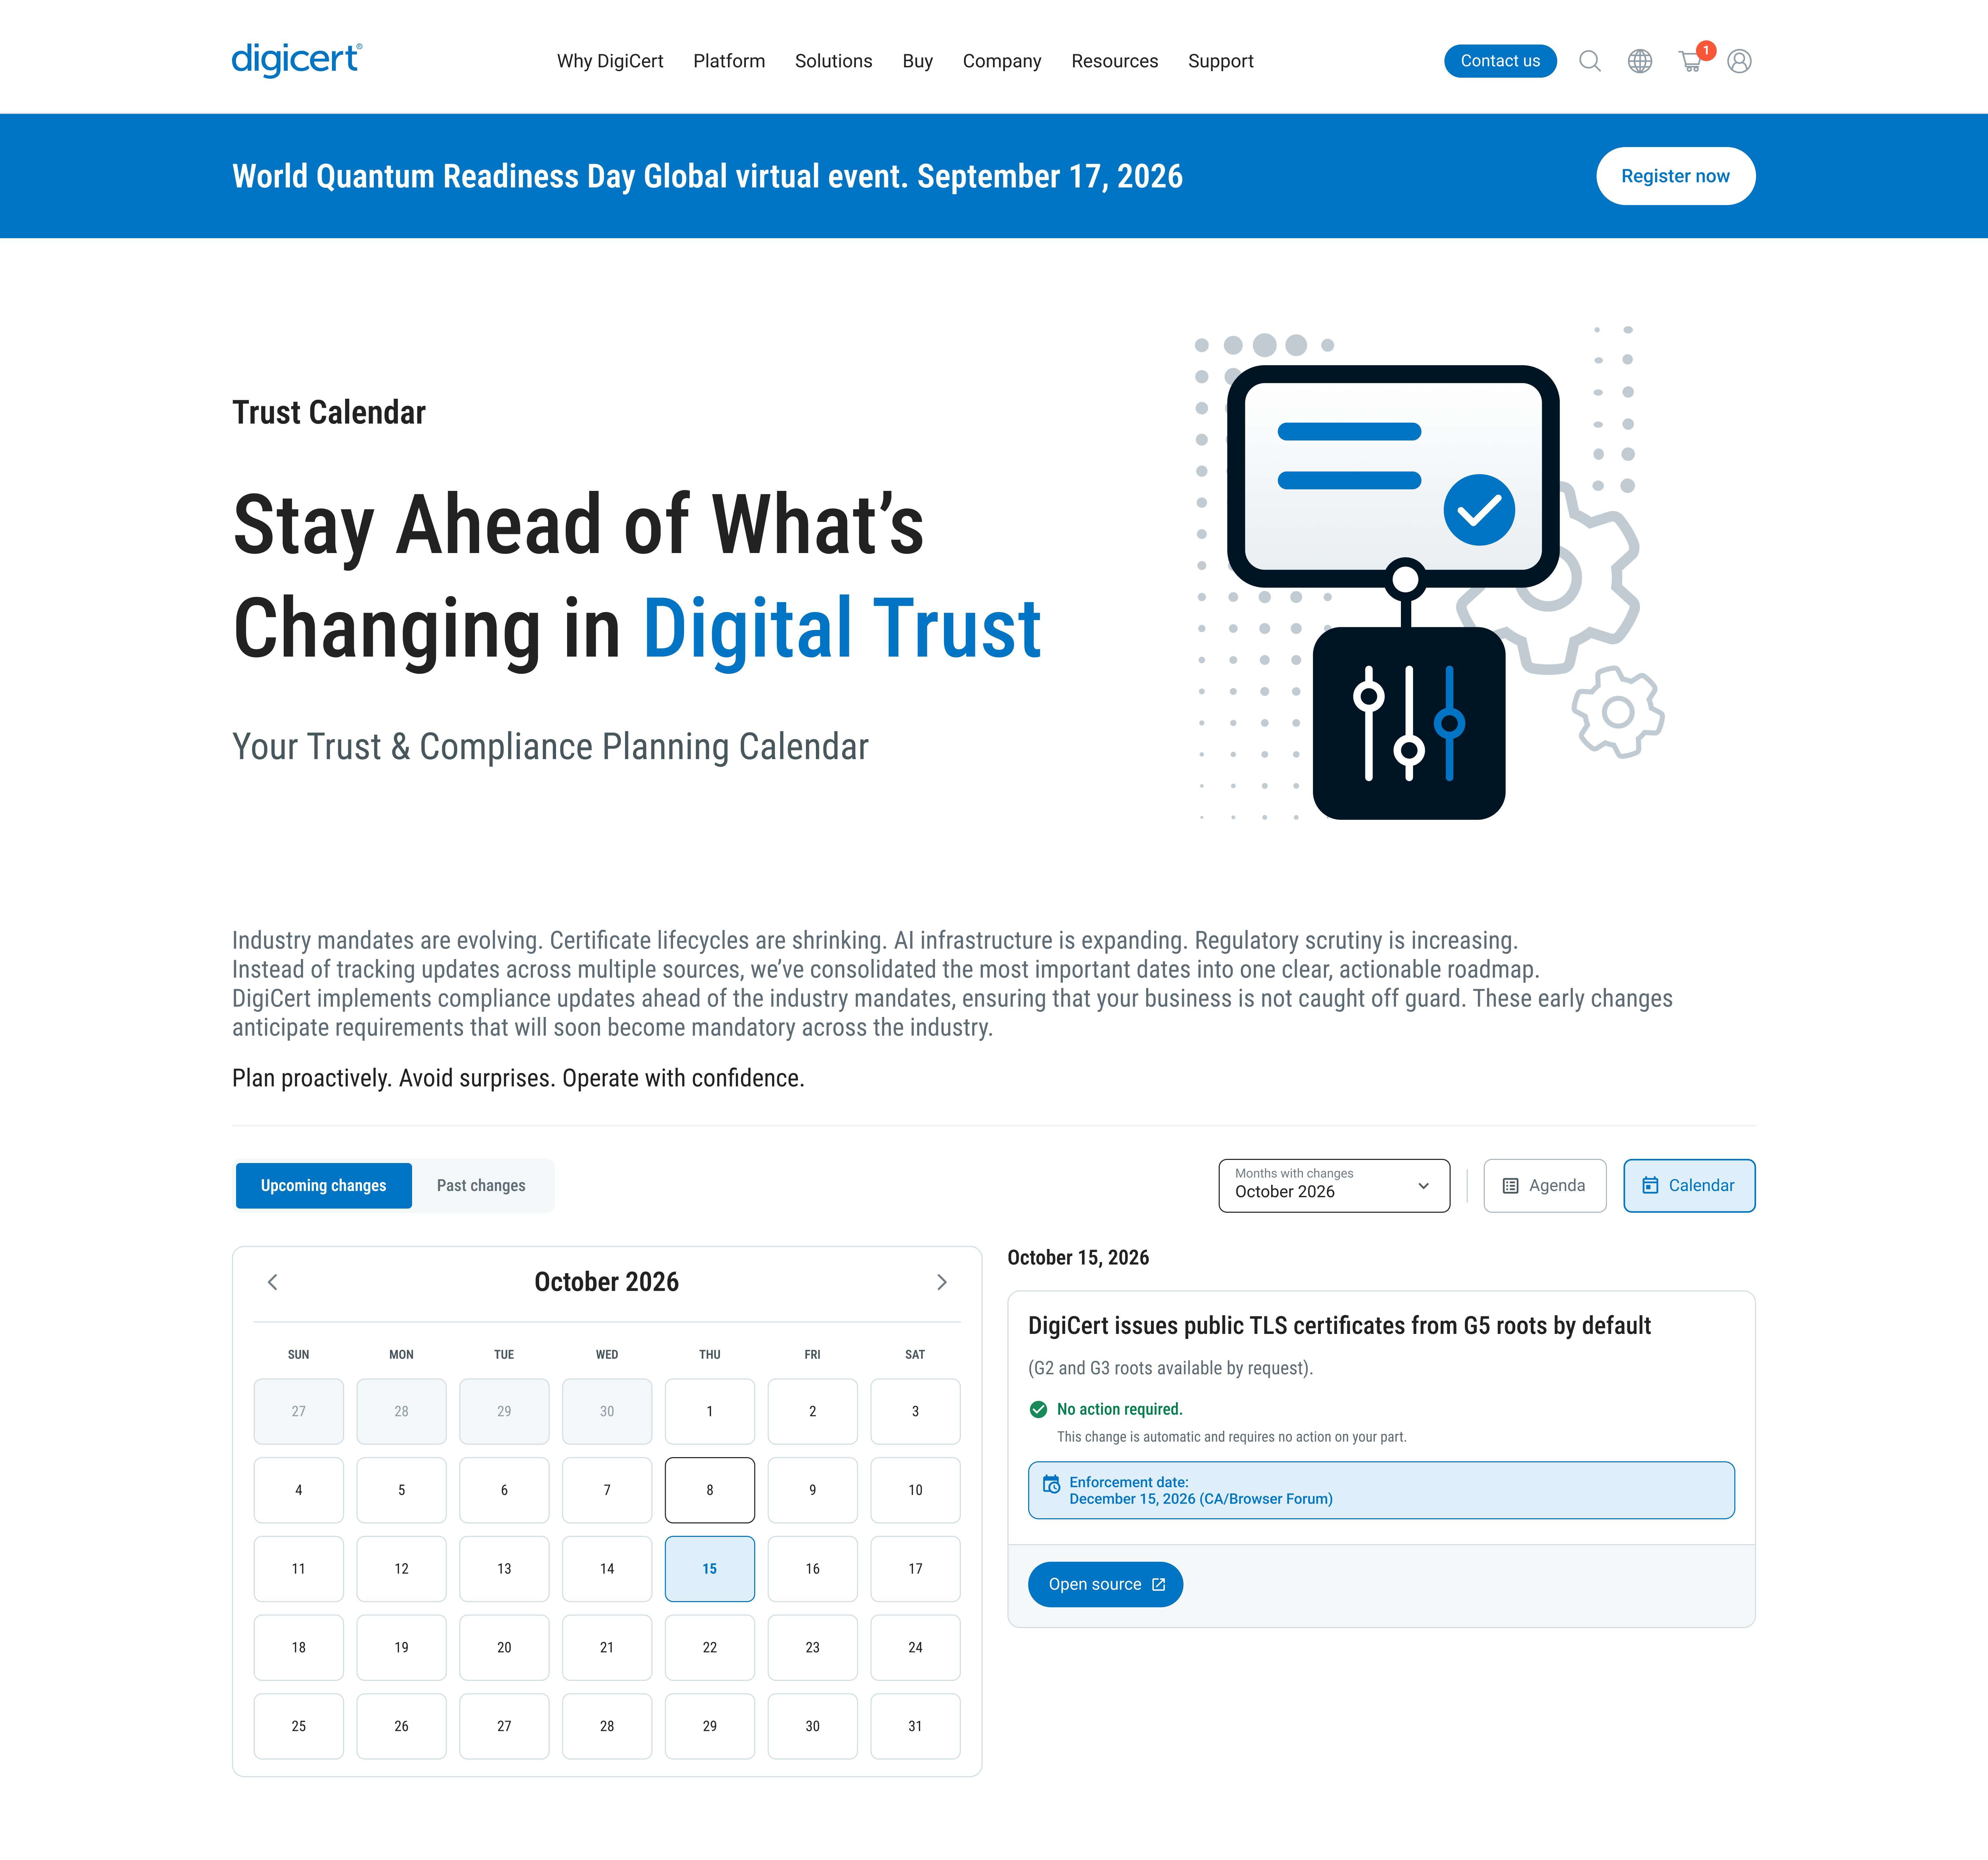 digicert®
Why DigiCert Platform Solutions Buy Company Resources Support
Contact us
1
World Quantum Readiness Day Global virtual event. September 17, 2026
Register now
Trust Calendar
Stay Ahead of What’s
Changing in Digital Trust
Your Trust & Compliance Planning Calendar
Industry mandates are evolving. Certificate lifecycles are shrinking. AI infrastructure is expanding. Regulatory scrutiny is increasing.
Instead of tracking updates across multiple sources, we’ve consolidated the most important dates into one clear, actionable roadmap.
DigiCert implements compliance updates ahead of the industry mandates, ensuring that your business is not caught off guard. These early changes
anticipate requirements that will soon become mandatory across the industry.
Plan proactively. Avoid surprises. Operate with confidence.
Upcoming changes Past changes
Months with changes
October 2026
Agenda
Calendar
October 2026
SUN MON TUE WED THU FRI SAT
27 28 29 30 1 2 3
4 5 6 7 8 9 10
11 12 13 14 15 16 17
18 19 20 21 22 23 24
25 26 27 28 29 30 31
October 15, 2026
DigiCert issues public TLS certificates from G5 roots by default
(G2 and G3 roots available by request).
No action required.
This change is automatic and requires no action on your part.
Enforcement date:
December 15, 2026 (CA/Browser Forum)
Open source